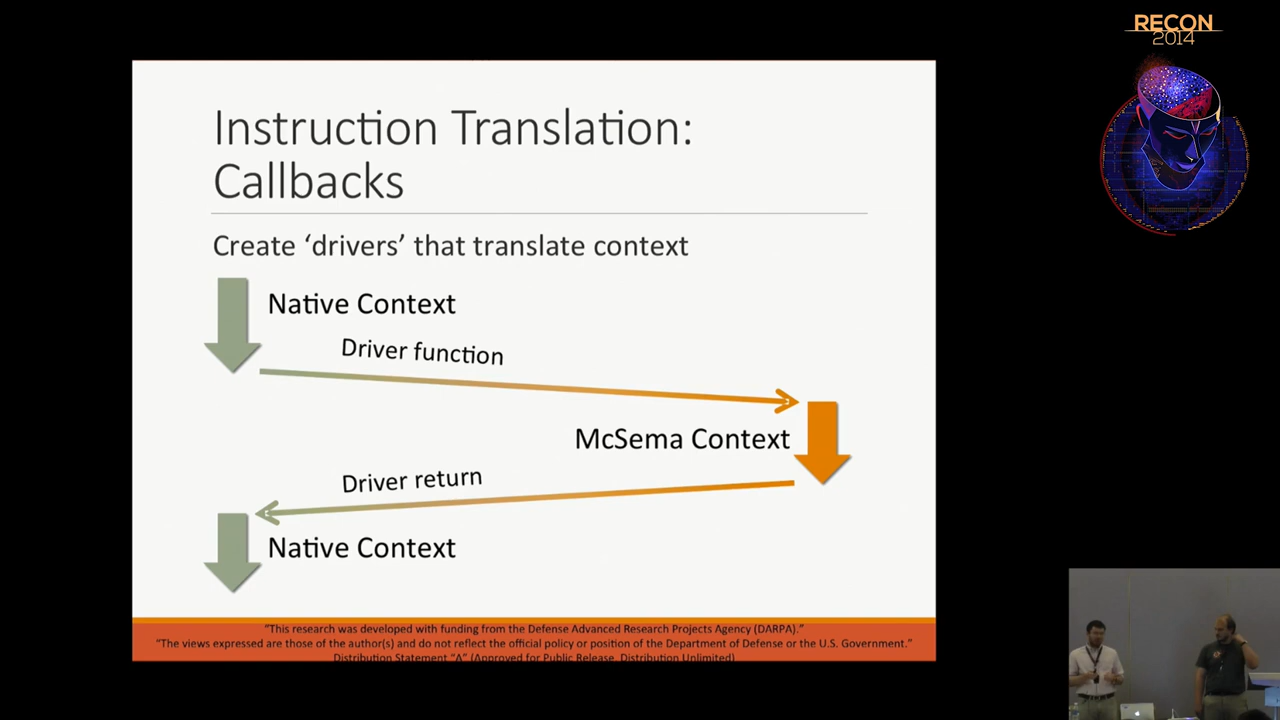 RECON
2014
Instruction Translation:
Callbacks
Create ‘drivers’ that translate context
Native Context
Driver function
McSema Context
Driver return
Native Context
"This research was developed with funding from the Defense Advanced Research Projects Agency (DARPA)."
"The views expressed are those of the author(s) and do not reflect the official policy or position of the Department of Defense or the U.S. Government."
Distribution Statement "A" (Approved for Public Release, Distribution Unlimited)